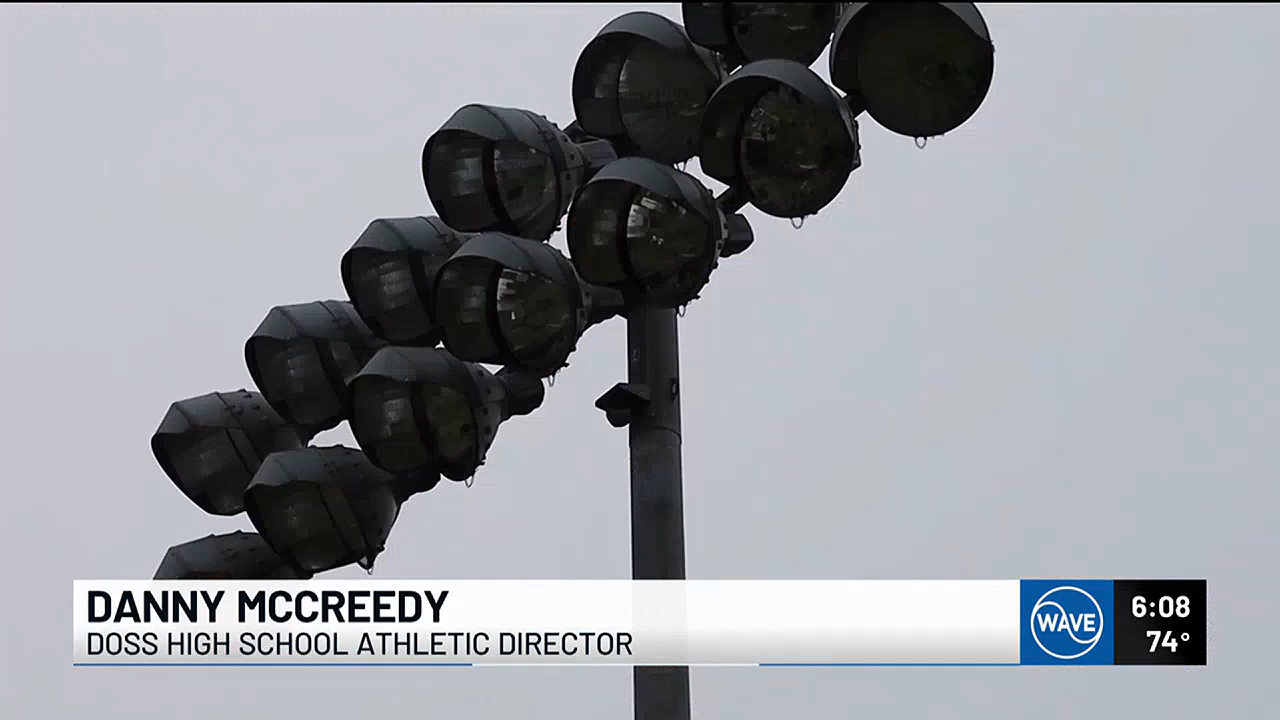 DANNY MCCREEDY
DOSS HIGH SCHOOL ATHLETIC DIRECTOR
WAVE
6:08
74°